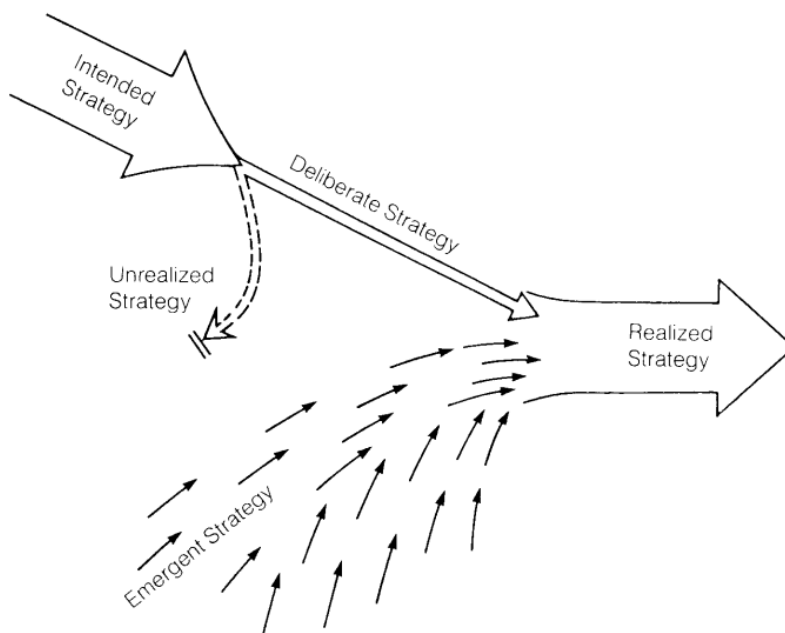 Intended
Strategy
Deliberate Strategy
Unrealized
Strategy
Realized
Strategy
Emergent Strategy